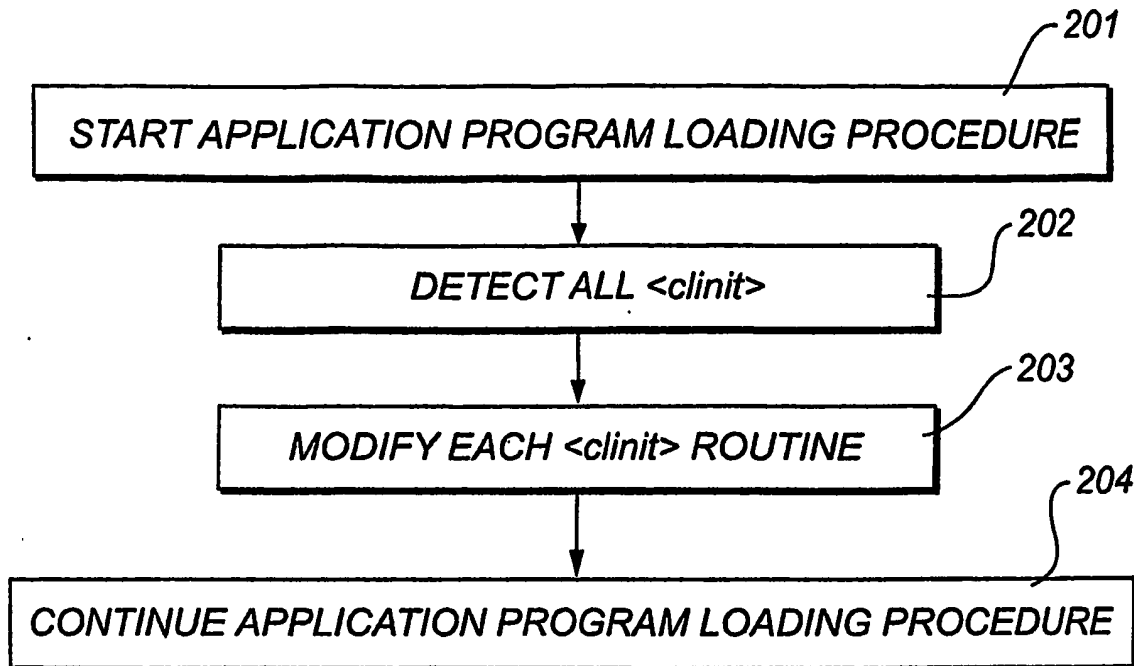 201
START APPLICATION PROGRAM LOADING PROCEDURE
202
DETECT ALL <clinit>
203
MODIFY EACH <clinit> ROUTINE
204
CONTINUE APPLICATION PROGRAM LOADING PROCEDURE